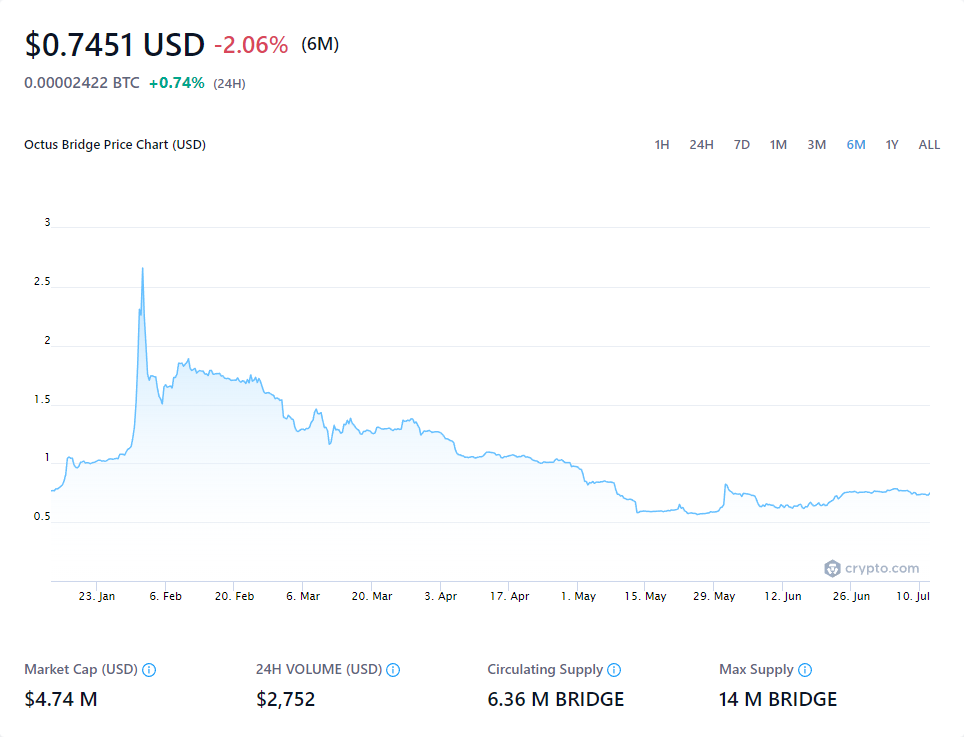 $0.7451 USD -2.06% (6M)
0.00002422 BTC +0.74% (24H)
Octus Bridge Price Chart (USD) 1H 24H 7D 1M 3M 6M 1Y ALL
3
2.5
2
1.5
1
0.5
crypto.com
23. Jan 6. Feb 20. Feb 6. Mar 20. Mar 3. Apr 17. Apr 1. May 15. May 29. May 12. Jun 26. Jun 10. Jul
Market Cap (USD) 24H VOLUME (USD) Circulating Supply Max Supply
$4.74 M $2,752 6.36 M BRIDGE 14 M BRIDGE